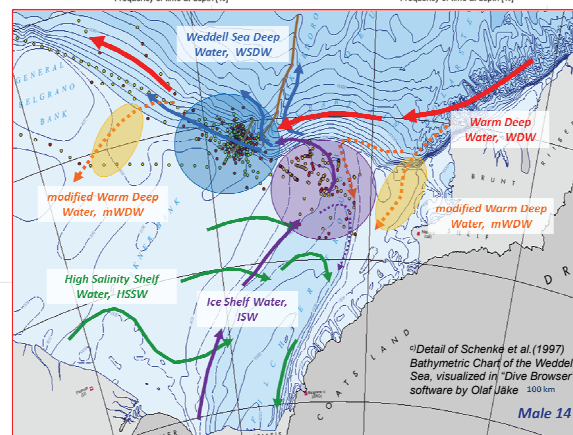 Weddell Sea Deep
Water, WSDW
GENERAL
BELGRANO
BANK
Warm Deep
Water, WDW
BRUNT
modified Warm Deep
Water, mWDW
modified Warm Deep
Water, mWDW
High Salinity Shelf
Water, HSSW
Ice Shelf Water,
ISW
COATS LAND
D R
c)Detail of Schenke et al.(1997)
Bathymetric Chart of the Weddell
Sea, visualized in "Dive Browser
software by Olaf Jäke
100 km
Male 14